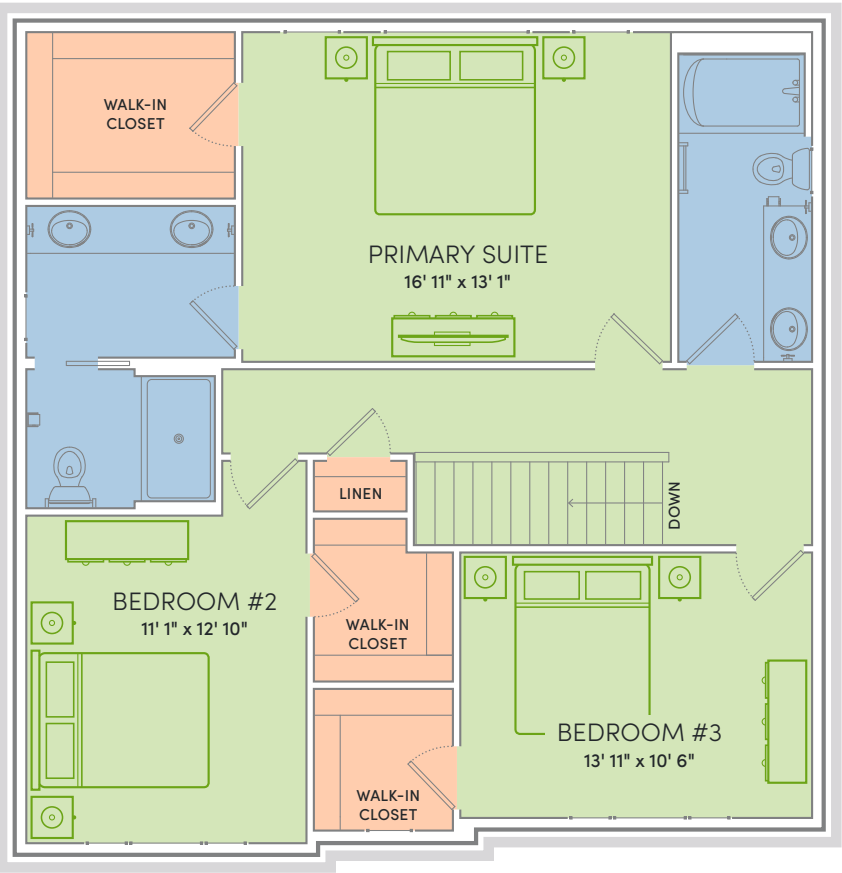 WALK-IN
CLOSET
PRIMARY SUITE
16' 11" x 13' 1"
LINEN
DOWN
BEDROOM #2
11' 1" x 12' 10"
WALK-IN
CLOSET
BEDROOM #3
13' 11" x 10' 6"
WALK-IN
CLOSET